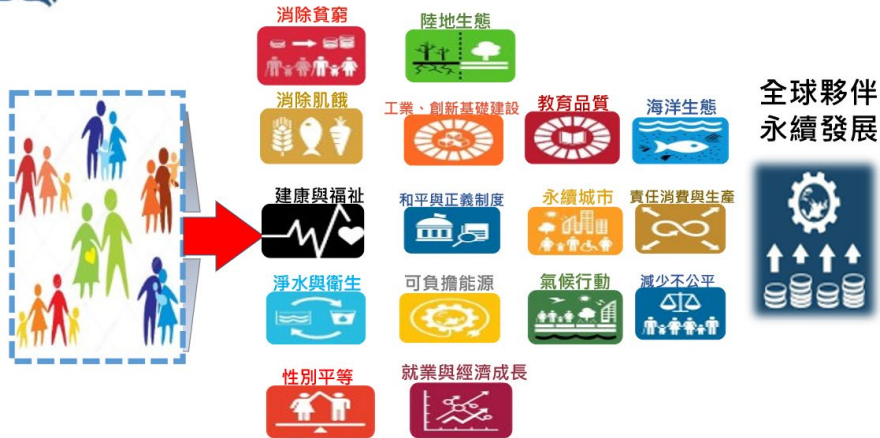 消除貧窮
陸地生態
消除肌餓
工業、創新基礎建設
教育品質
海洋生態
全球夥伴
永續發展
建康與福祉
和平與正義制度
永續城市
責任消費與生產
淨水與衛生
可負擔能源
氣候行動
減少不公平
性別平等
就業與經濟成長